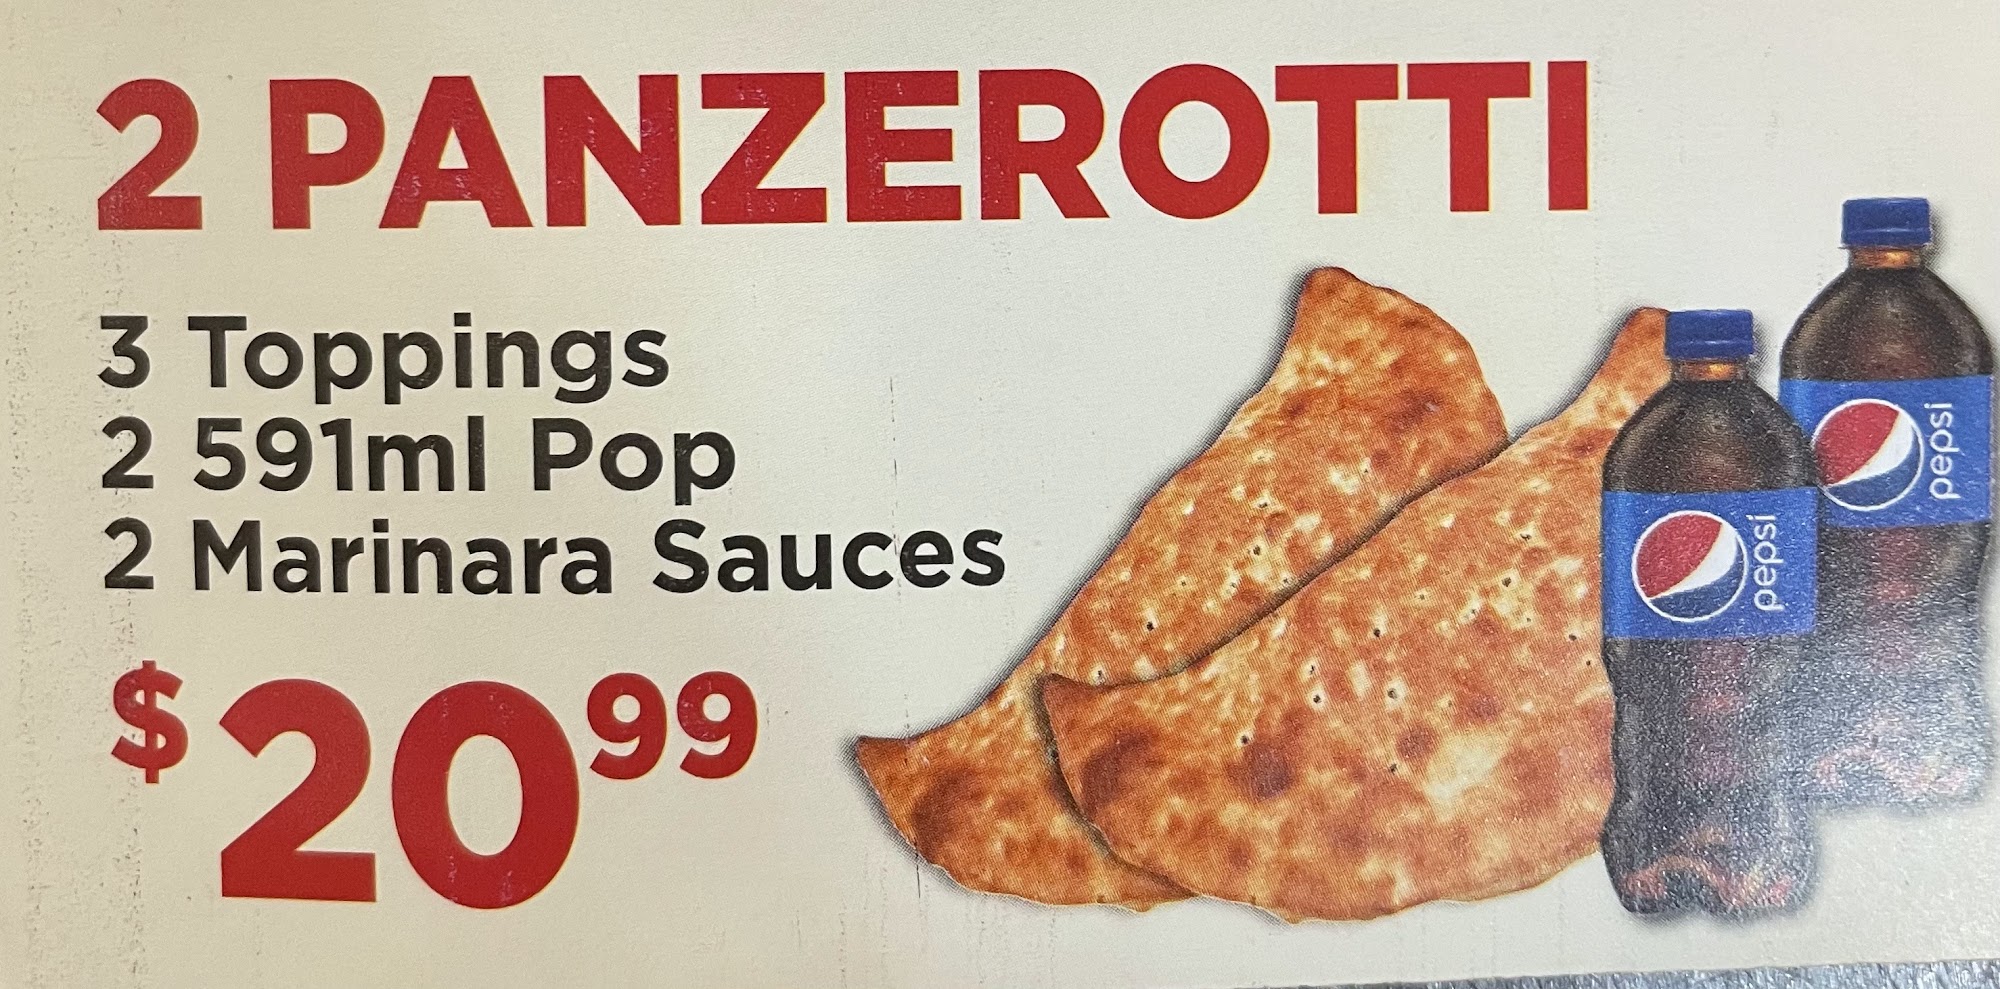 2 PANZEROTTI
3 Toppings
2 591ml Pop
2 Marinara Sauces
$20 99
pepsi
pepsi